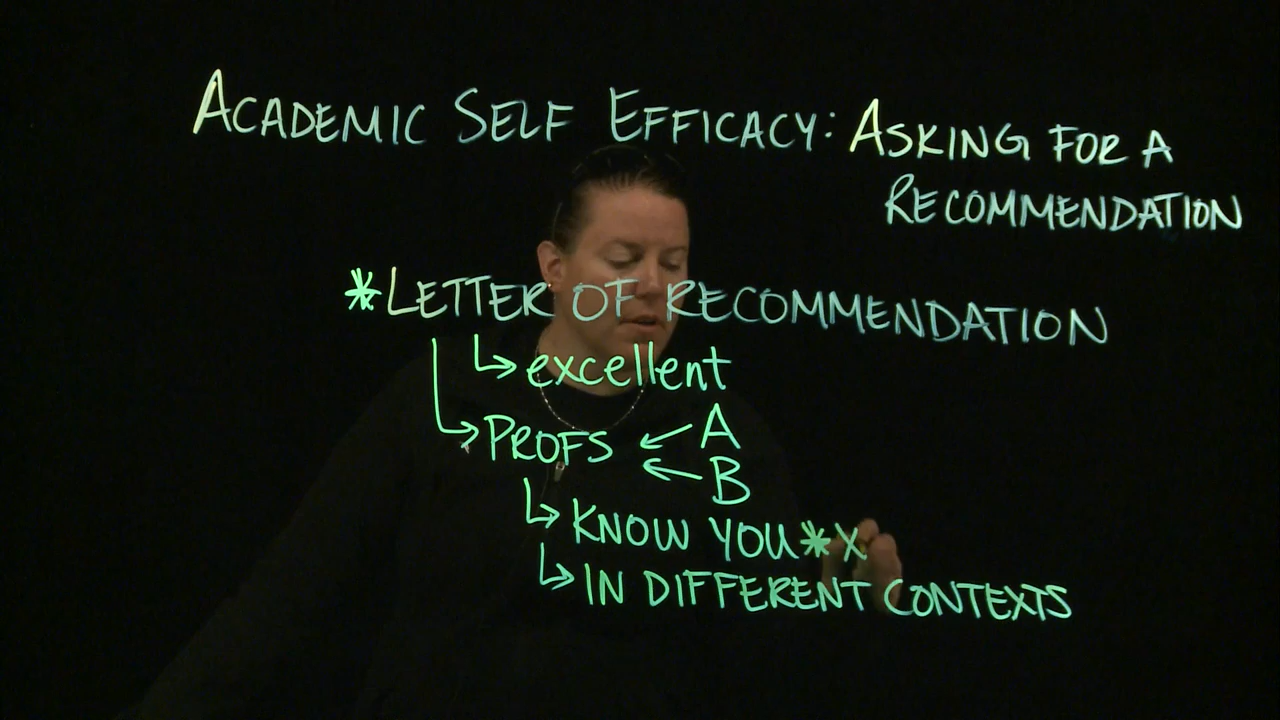 ACADEMIC SELF EFFICACY: ASKING FOR A
RECOMMENDATION
*LETTER OF RECOMMENDATION
↳ excellent
↳ PROFS ← A
← B
↳ KNOW YOU * X
↳ IN DIFFERENT CONTEXTS